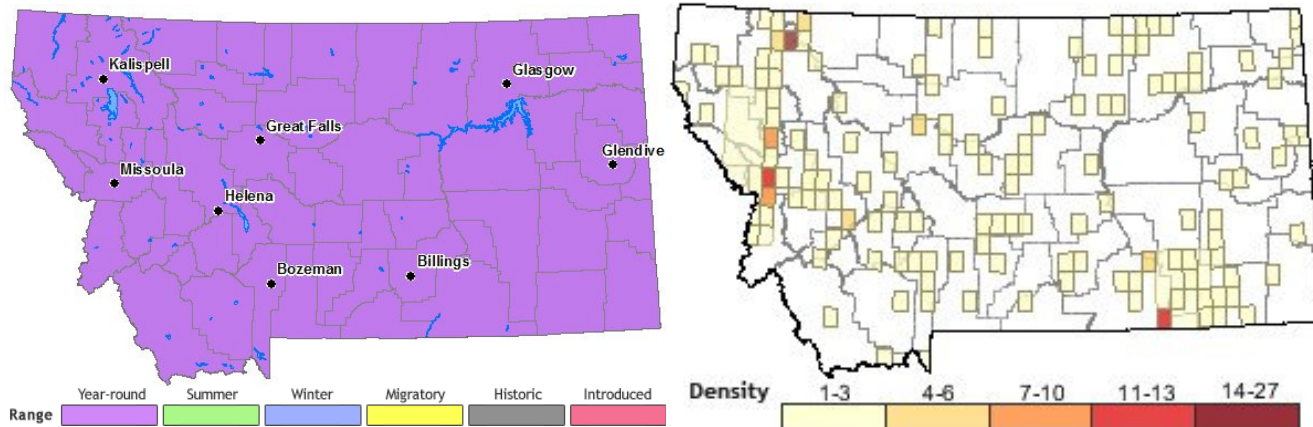 Kalispell
Glasgow
Great Falls
Glendive
Missoula
Helena
Bozeman
Billings
Year-round Summer Winter Migratory Historic Introduced
Range
Density 1-3 4-6 7-10 11-13 14-27